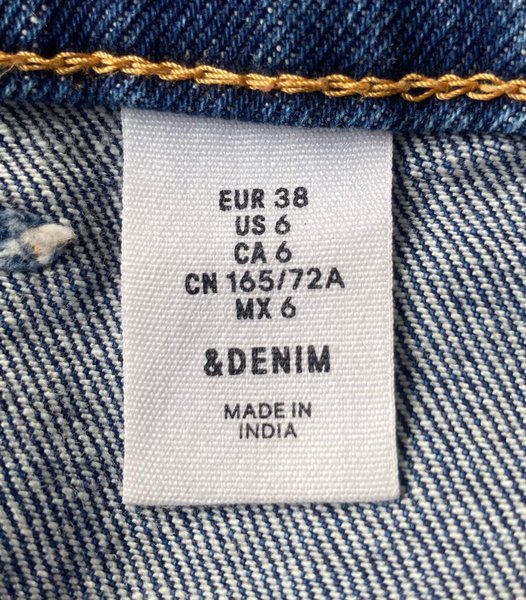 EUR 38
US 6
CA 6
CN 165/72A
MX 6
&DENIM
MADE IN
INDIA